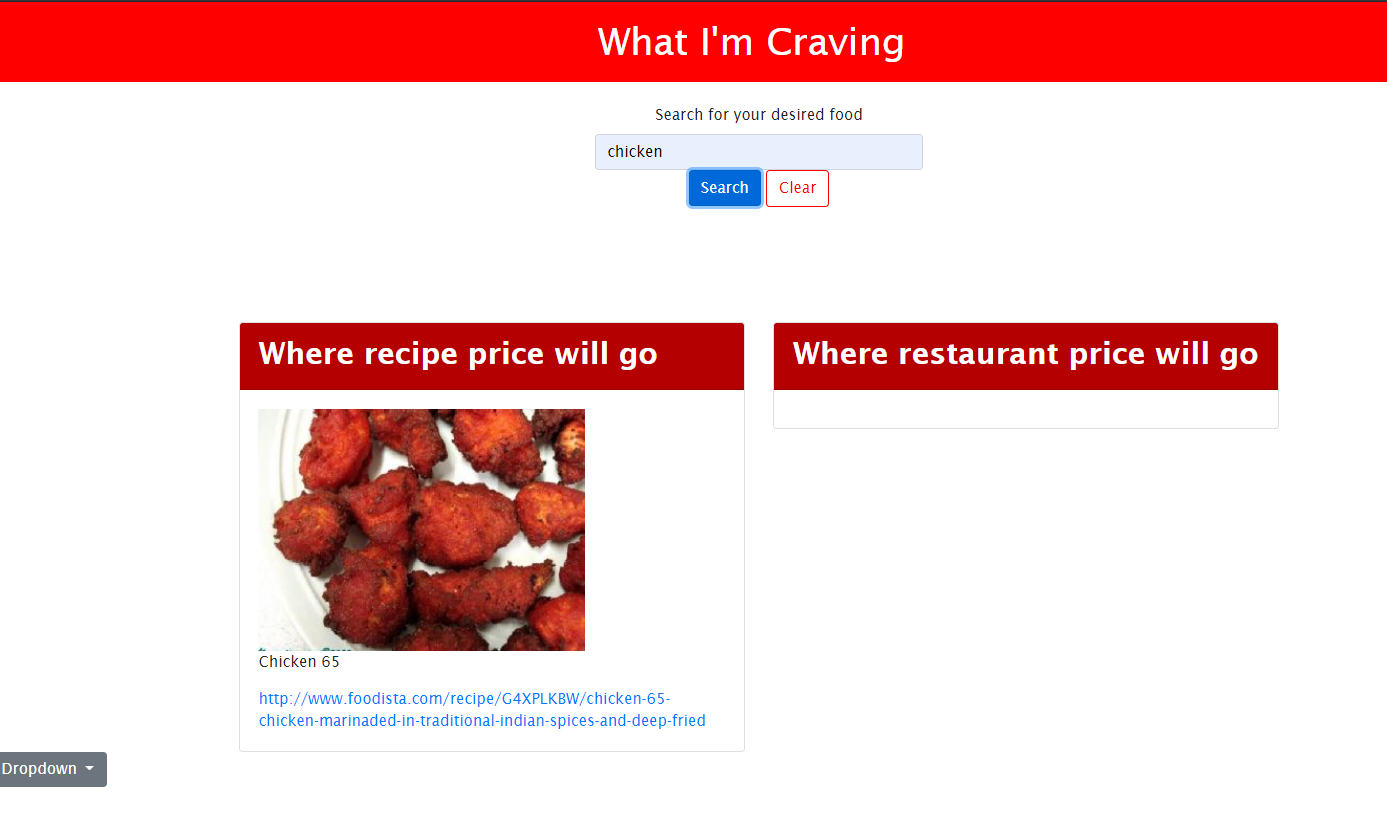 What I'm Craving
Search for your desired food
chicken
Search Clear
Where recipe price will go
Where restaurant price will go
Chicken 65
http://www.foodista.com/recipe/G4XPLKBW/chicken-65-
chicken-marinaded-in-traditional-indian-spices-and-deep-fried
Dropdown